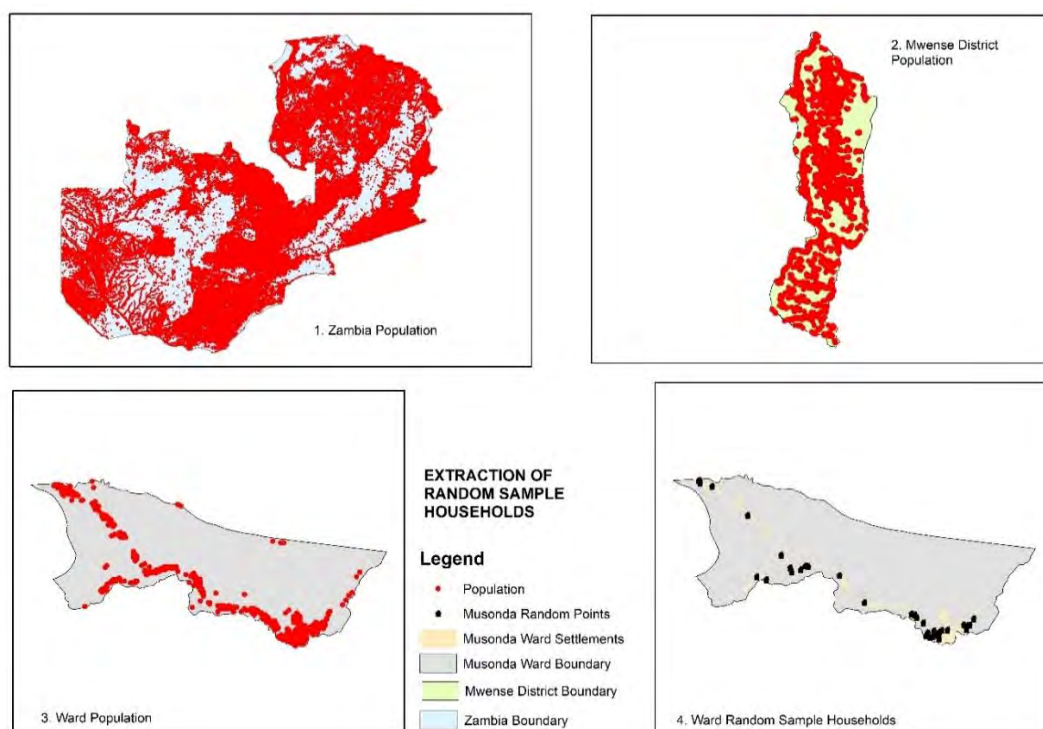 1. Zambia Population
2. Mwense District
Population
3. Ward Population
EXTRACTION OF
RANDOM SAMPLE
HOUSEHOLDS
Legend
Population
Musonda Random Points
Musonda Ward Settlements
Musonda Ward Boundary
Mwense District Boundary
Zambia Boundary
4. Ward Random Sample Households